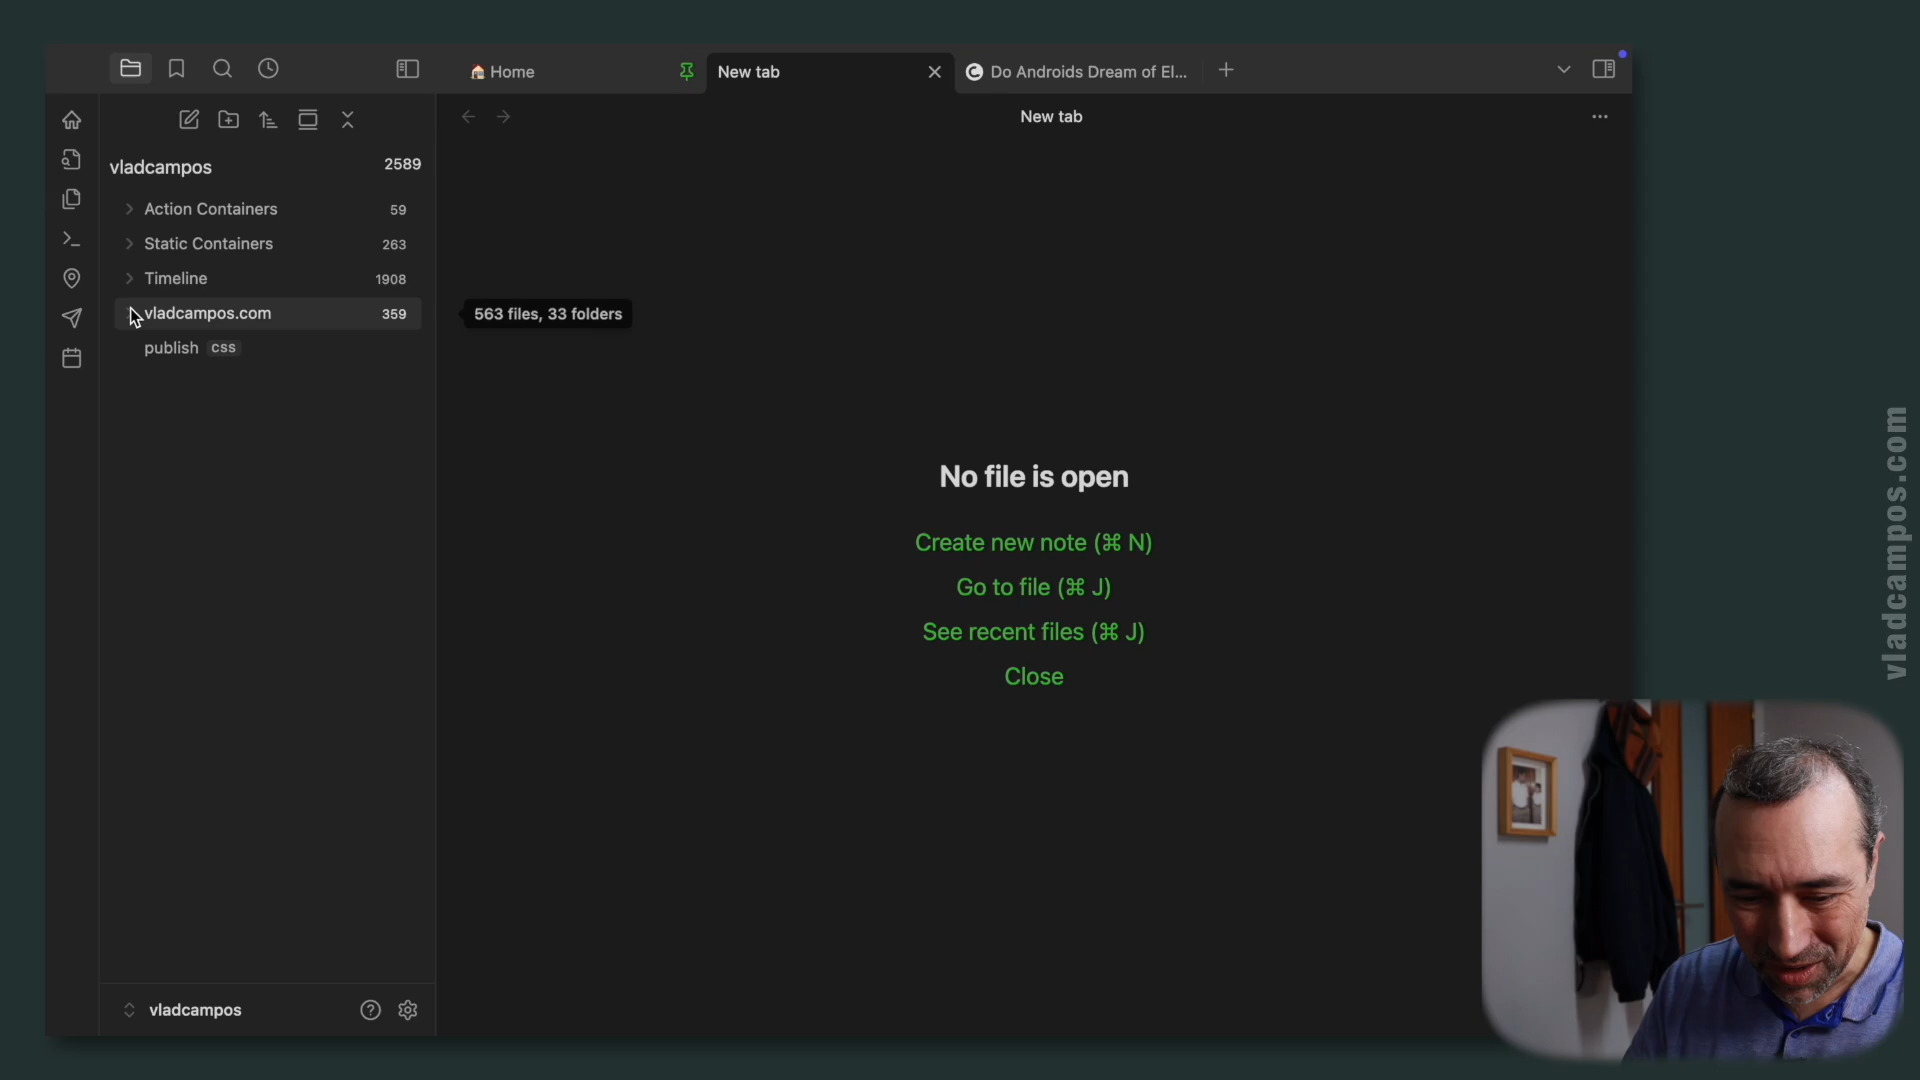 Home
New tab
Do Androids Dream of El...
New tab
vladcampos 2589
Action Containers 59
Static Containers 263
Timeline 1908
vladcampos.com 359
563 files, 33 folders
publish css
No file is open
Create new note (⌘ N)
Go to file (⌘ J)
See recent files (⌘ J)
Close
vladcampos
vladcampos.com